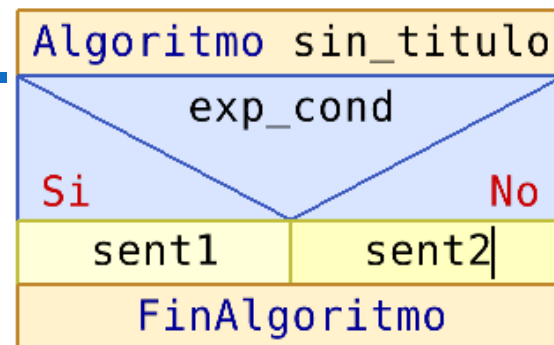 Algoritmo sin_titulo
exp_cond
Si No
sent1 sent2
FinAlgoritmo